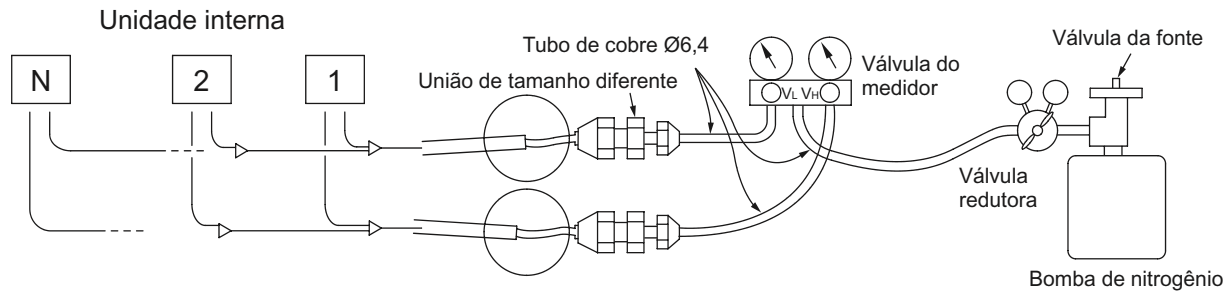 Unidade interna
N
2
1
Tubo de cobre Ø6,4
União de tamanho diferente
VL VH
Válvula do
medidor
Válvula da fonte
Válvula
redutora
Bomba de nitrogênio